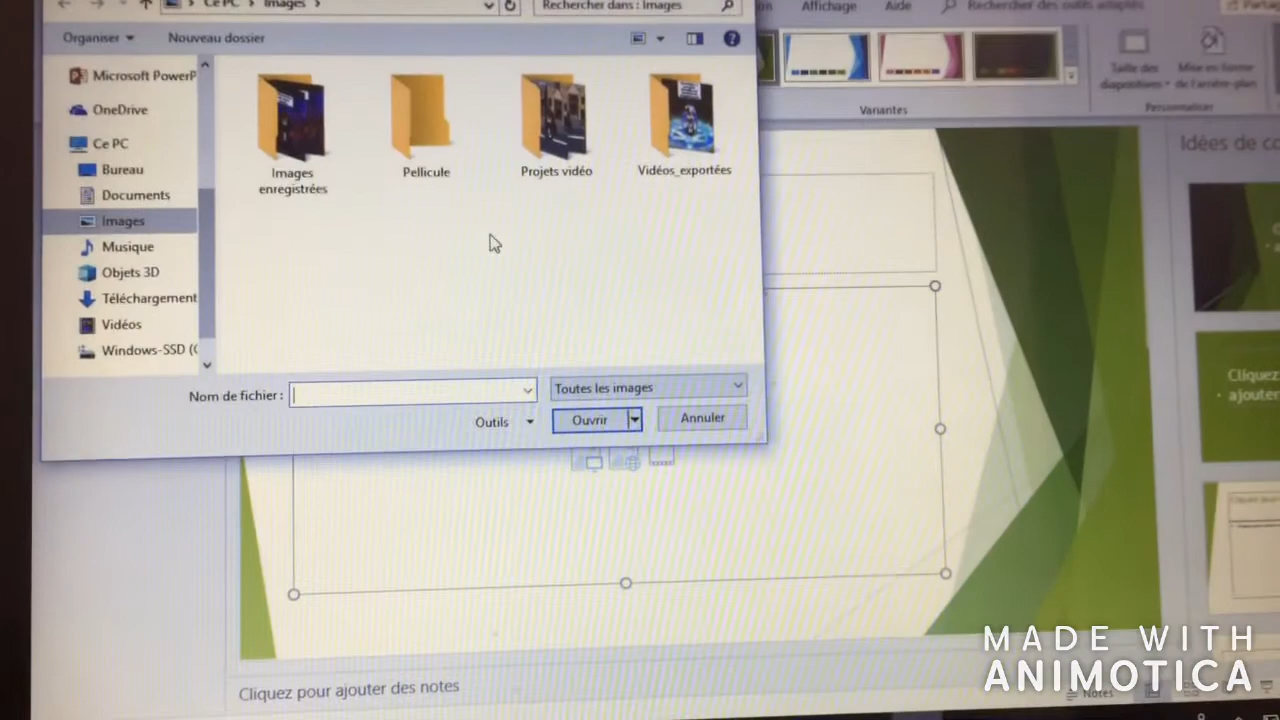 Ce PC
Images
Rechercher dans : Images
Affichage
Aide
Rechercher des outils adaptés
Organiser
Nouveau dossier
Microsoft PowerP
OneDrive
Ce PC
Bureau
Documents
Images
Musique
Objets 3D
Téléchargement
Vidéos
Windows-SSD (C
Images
enregistrées
Pellicule
Projets vidéo
Vidéos_exportées
Nom de fichier :
Toutes les images
Outils
Ouvrir
Annuler
Taille des
diapositives
Mise en forme
de l'arrière-plan
Variantes
Personnaliser
Idées de co
Cliquez
ajouter
Cliquez pour ajouter des notes
Notes
MADE WITH
ANIMOTICA